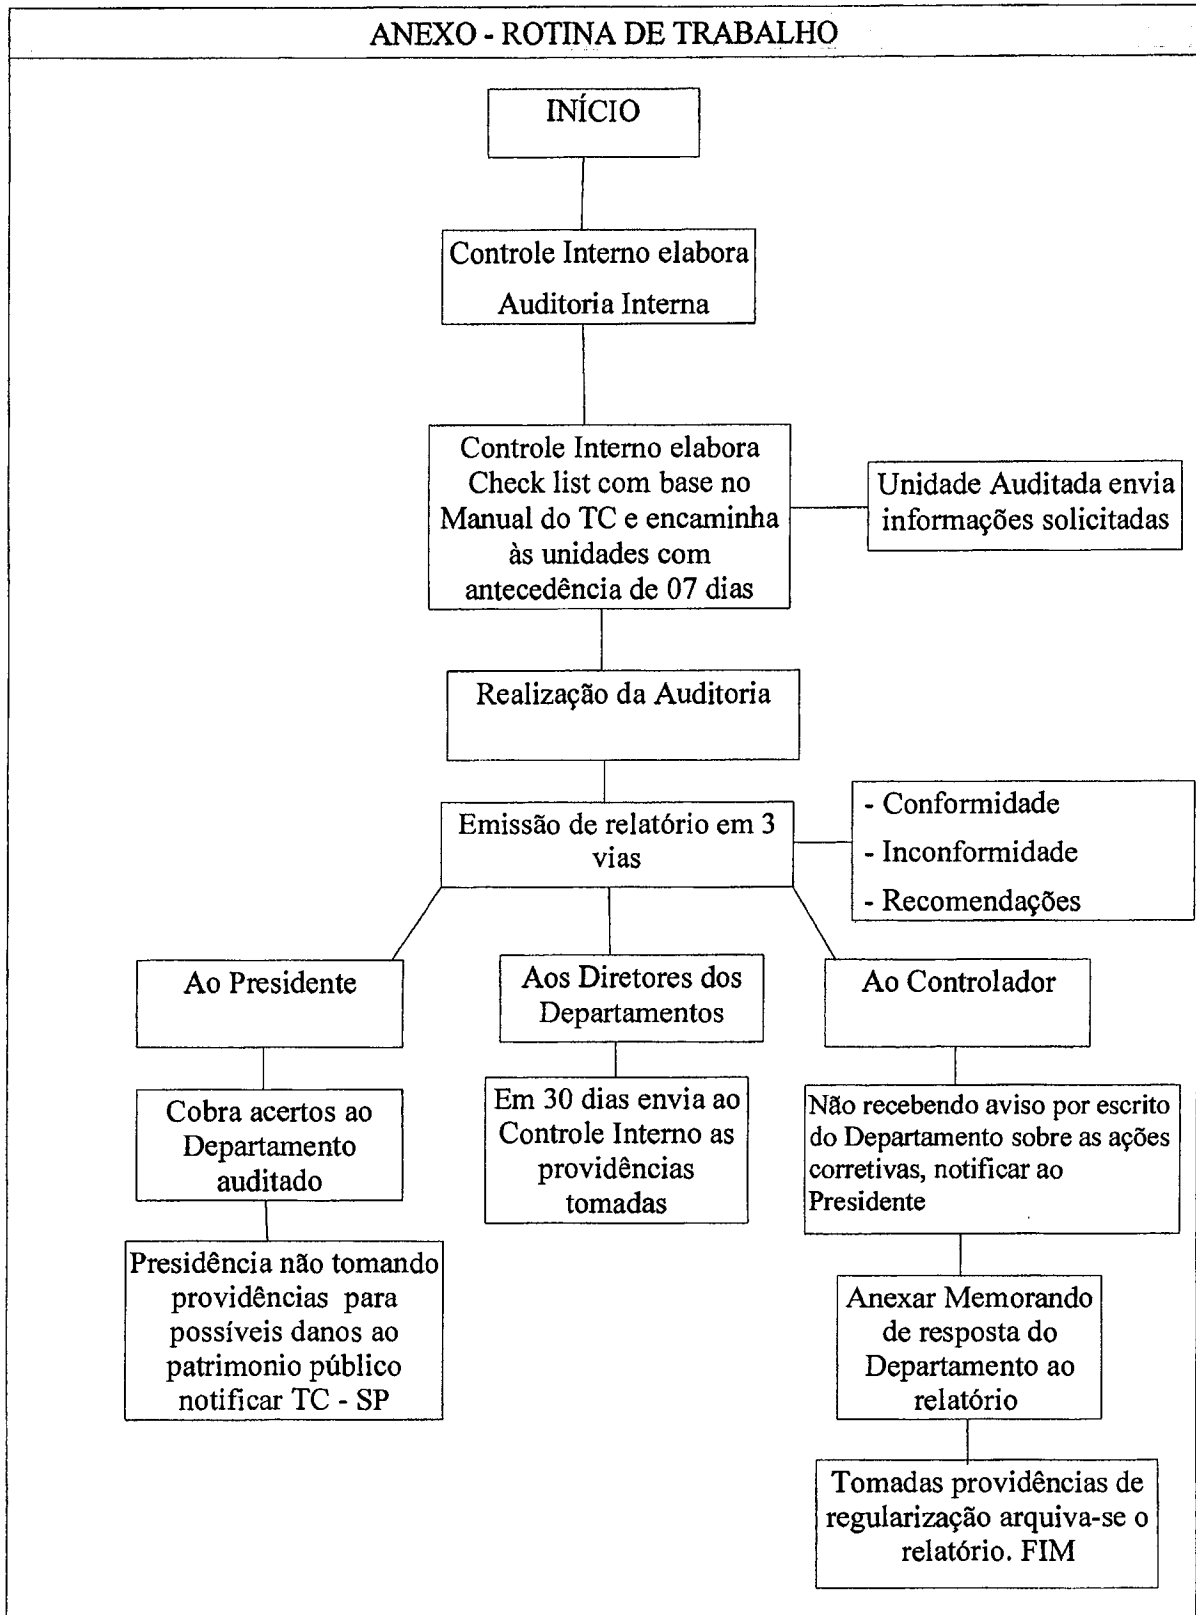 ANEXO - ROTINA DE TRABALHO
INÍCIO
Controle Interno elabora
Auditoria Interna
Controle Interno elabora
Check list com base no
Manual do TC e encaminha
às unidades com
antecedência de 07 dias
Unidade Auditada envia
informações solicitadas
Realização da Auditoria
Emissão de relatório em 3
vias
- Conformidade
- Inconformidade
- Recomendações
Ao Presidente
Cobra acertos ao
Departamento
auditado
Presidência não tomando
providências para
possíveis danos ao
patrimonio público
notificar TC - SP
Aos Diretores dos
Departamentos
Em 30 dias envia ao
Controle Interno as
providências
tomadas
Ao Controlador
Não recebendo aviso por escrito
do Departamento sobre as ações
corretivas, notificar ao
Presidente
Anexar Memorando
de resposta do
Departamento ao
relatório
Tomadas providências de
regularização arquiva-se o
relatório. FIM